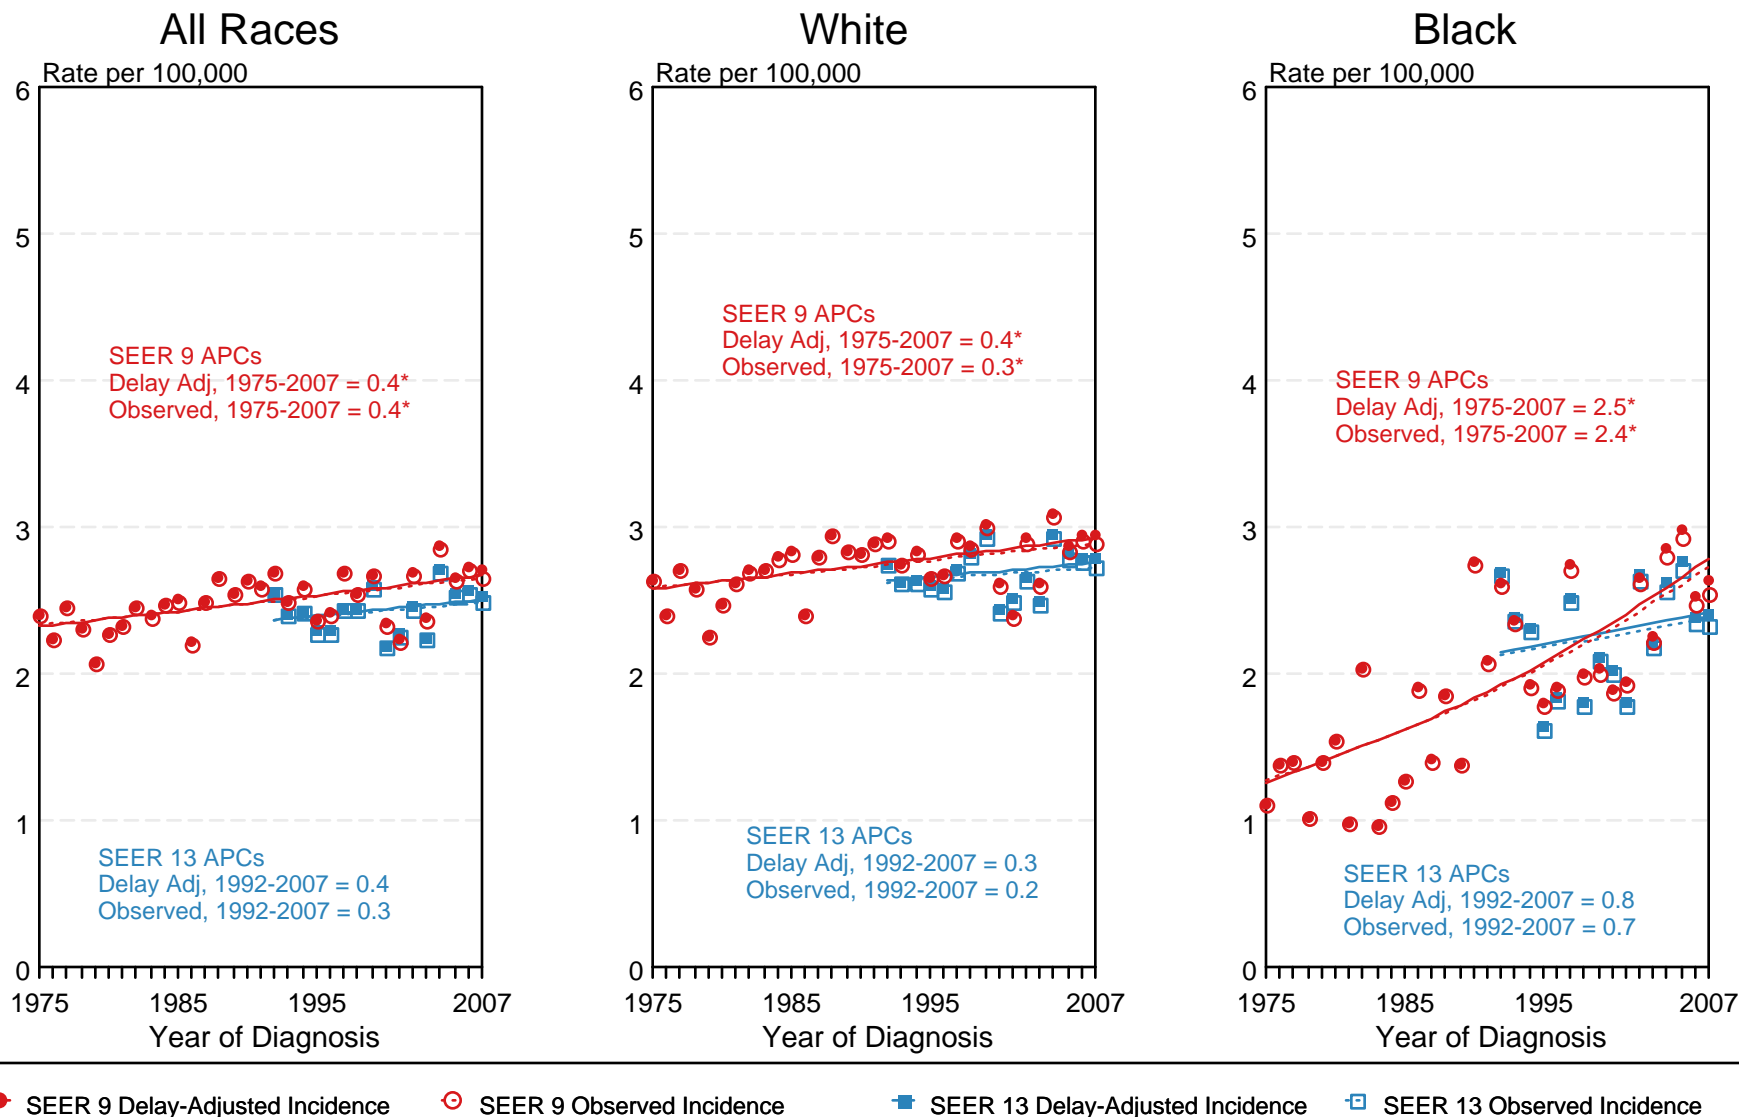 All Races
Rate per 100,000
6
5
4
3
2
1
0
SEER 9 APCs
Delay Adj, 1975-2007 = 0.4*
Observed, 1975-2007 = 0.4*
SEER 13 APCs
Delay Adj, 1992-2007 = 0.4
Observed, 1992-2007 = 0.3
1975 1985 1995 2007
Year of Diagnosis
White
Rate per 100,000
6
5
4
3
2
1
0
SEER 9 APCs
Delay Adj, 1975-2007 = 0.4*
Observed, 1975-2007 = 0.3*
SEER 13 APCs
Delay Adj, 1992-2007 = 0.3
Observed, 1992-2007 = 0.2
1975 1985 1995 2007
Year of Diagnosis
Black
Rate per 100,000
6
5
4
3
2
1
0
SEER 9 APCs
Delay Adj, 1975-2007 = 2.5*
Observed, 1975-2007 = 2.4*
SEER 13 APCs
Delay Adj, 1992-2007 = 0.8
Observed, 1992-2007 = 0.7
1975 1985 1995 2007
Year of Diagnosis
SEER 9 Delay-Adjusted Incidence
SEER 9 Observed Incidence
SEER 13 Delay-Adjusted Incidence
SEER 13 Observed Incidence